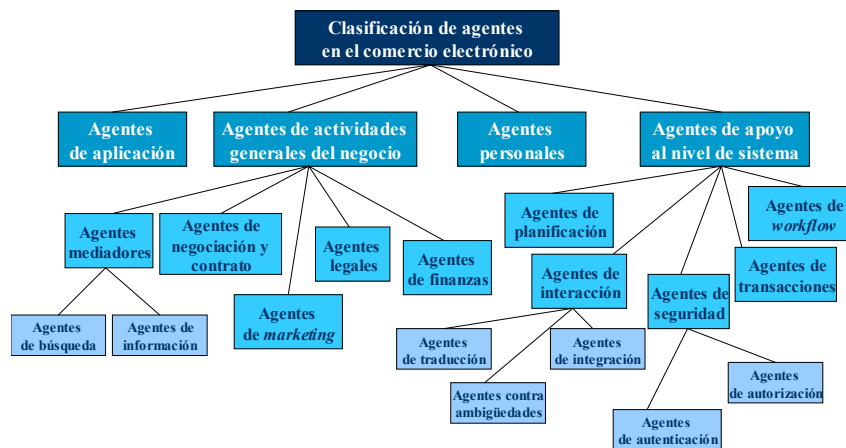 Clasificación de agentes
en el comercio electrónico
Agentes
de aplicación
Agentes de actividades
generales del negocio
Agentes
personales
Agentes de apoyo
al nivel de sistema
Agentes
mediadores
Agentes de
negociación y
contrato
Agentes
legales
Agentes
de finanzas
Agentes
de marketing
Agentes de
búsqueda
Agentes de
información
Agentes de
planificación
Agentes de
workflow
Agentes de
interacción
Agentes de
seguridad
Agentes de
transacciones
Agentes
de traducción
Agentes
de integración
Agentes contra
ambigüedades
Agentes
de autorización
Agentes
de autenticación